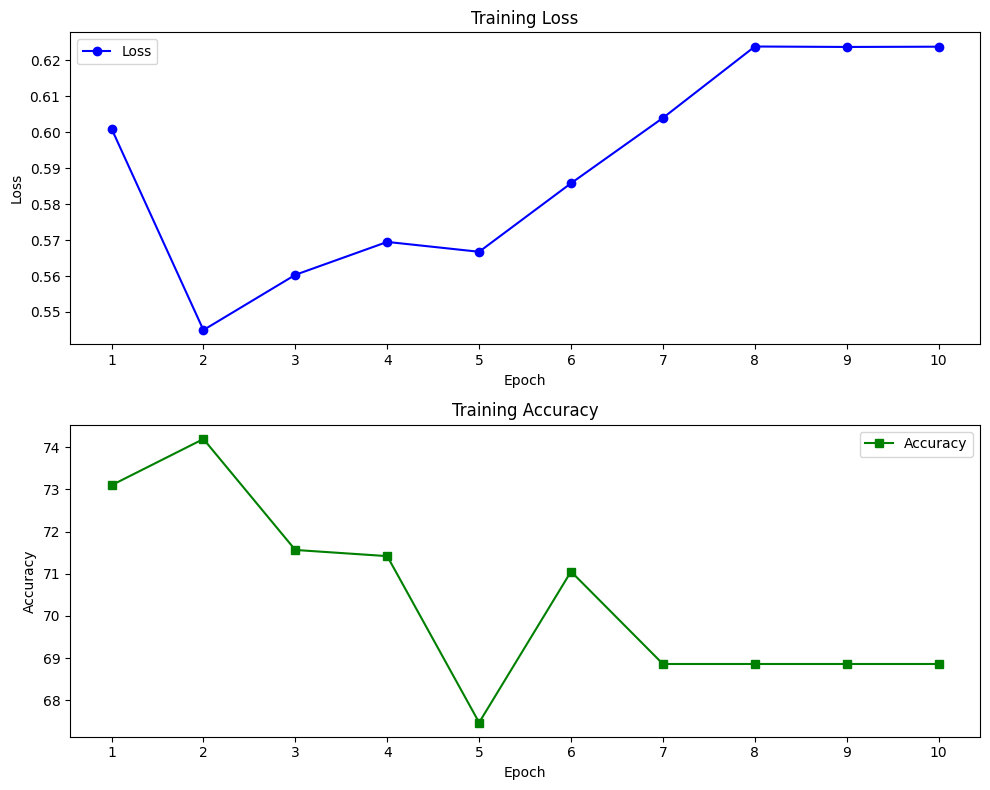 Training Loss
Loss
0.62
0.61
0.60
0.59
0.58
0.57
0.56
0.55
Loss
1 2 3 4 5 6 7 8 9 10
Epoch
Training Accuracy
Accuracy
74
73
72
71
70
69
68
Accuracy
1 2 3 4 5 6 7 8 9 10
Epoch